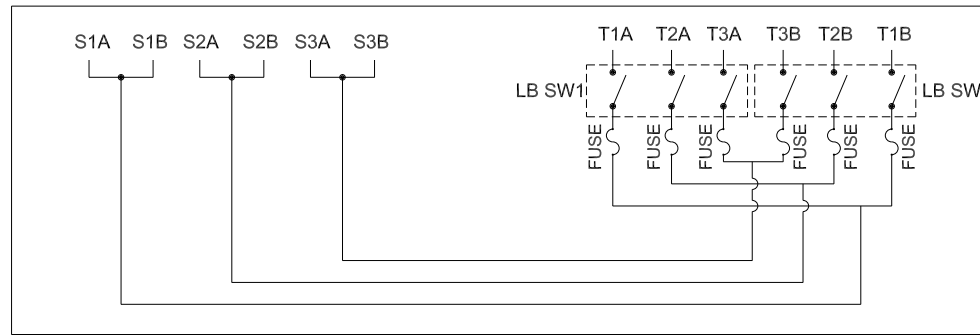 S1A S1B S2A S2B S3A S3B
T1A T2A T3A T3B T2B T1B
LB SW1
LB SW
FUSE FUSE FUSE FUSE FUSE FUSE